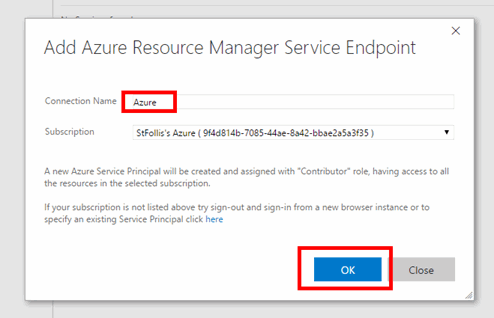 Add Azure Resource Manager Service Endpoint
Connection Name
Azure
Subscription
StFollis's Azure ( 9f4d814b-7085-44ae-8a42-bbae2a5a3f35 )
A new Azure Service Principal will be created and assigned with "Contributor" role, having access to all
the resources in the selected subscription.
If your subscription is not listed above try sign-out and sign-in from a new browser instance or to
specify an existing Service Principal click here
OK
Close